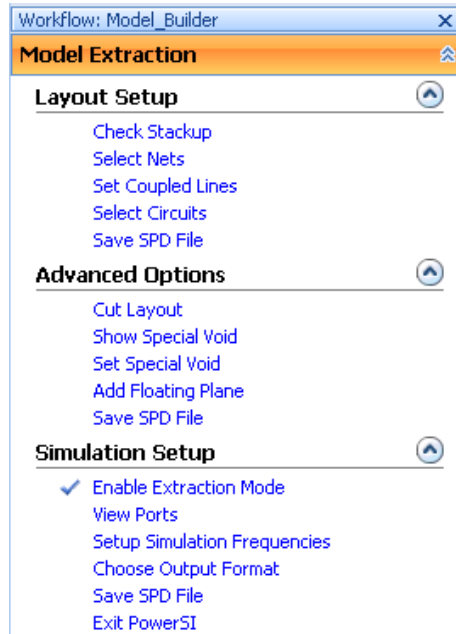 Workflow: Model_Builder
Model Extraction
Layout Setup
Check Stackup
Select Nets
Set Coupled Lines
Select Circuits
Save SPD File
Advanced Options
Cut Layout
Show Special Void
Set Special Void
Add Floating Plane
Save SPD File
Simulation Setup
Enable Extraction Mode
View Ports
Setup Simulation Frequencies
Choose Output Format
Save SPD File
Exit PowerSI